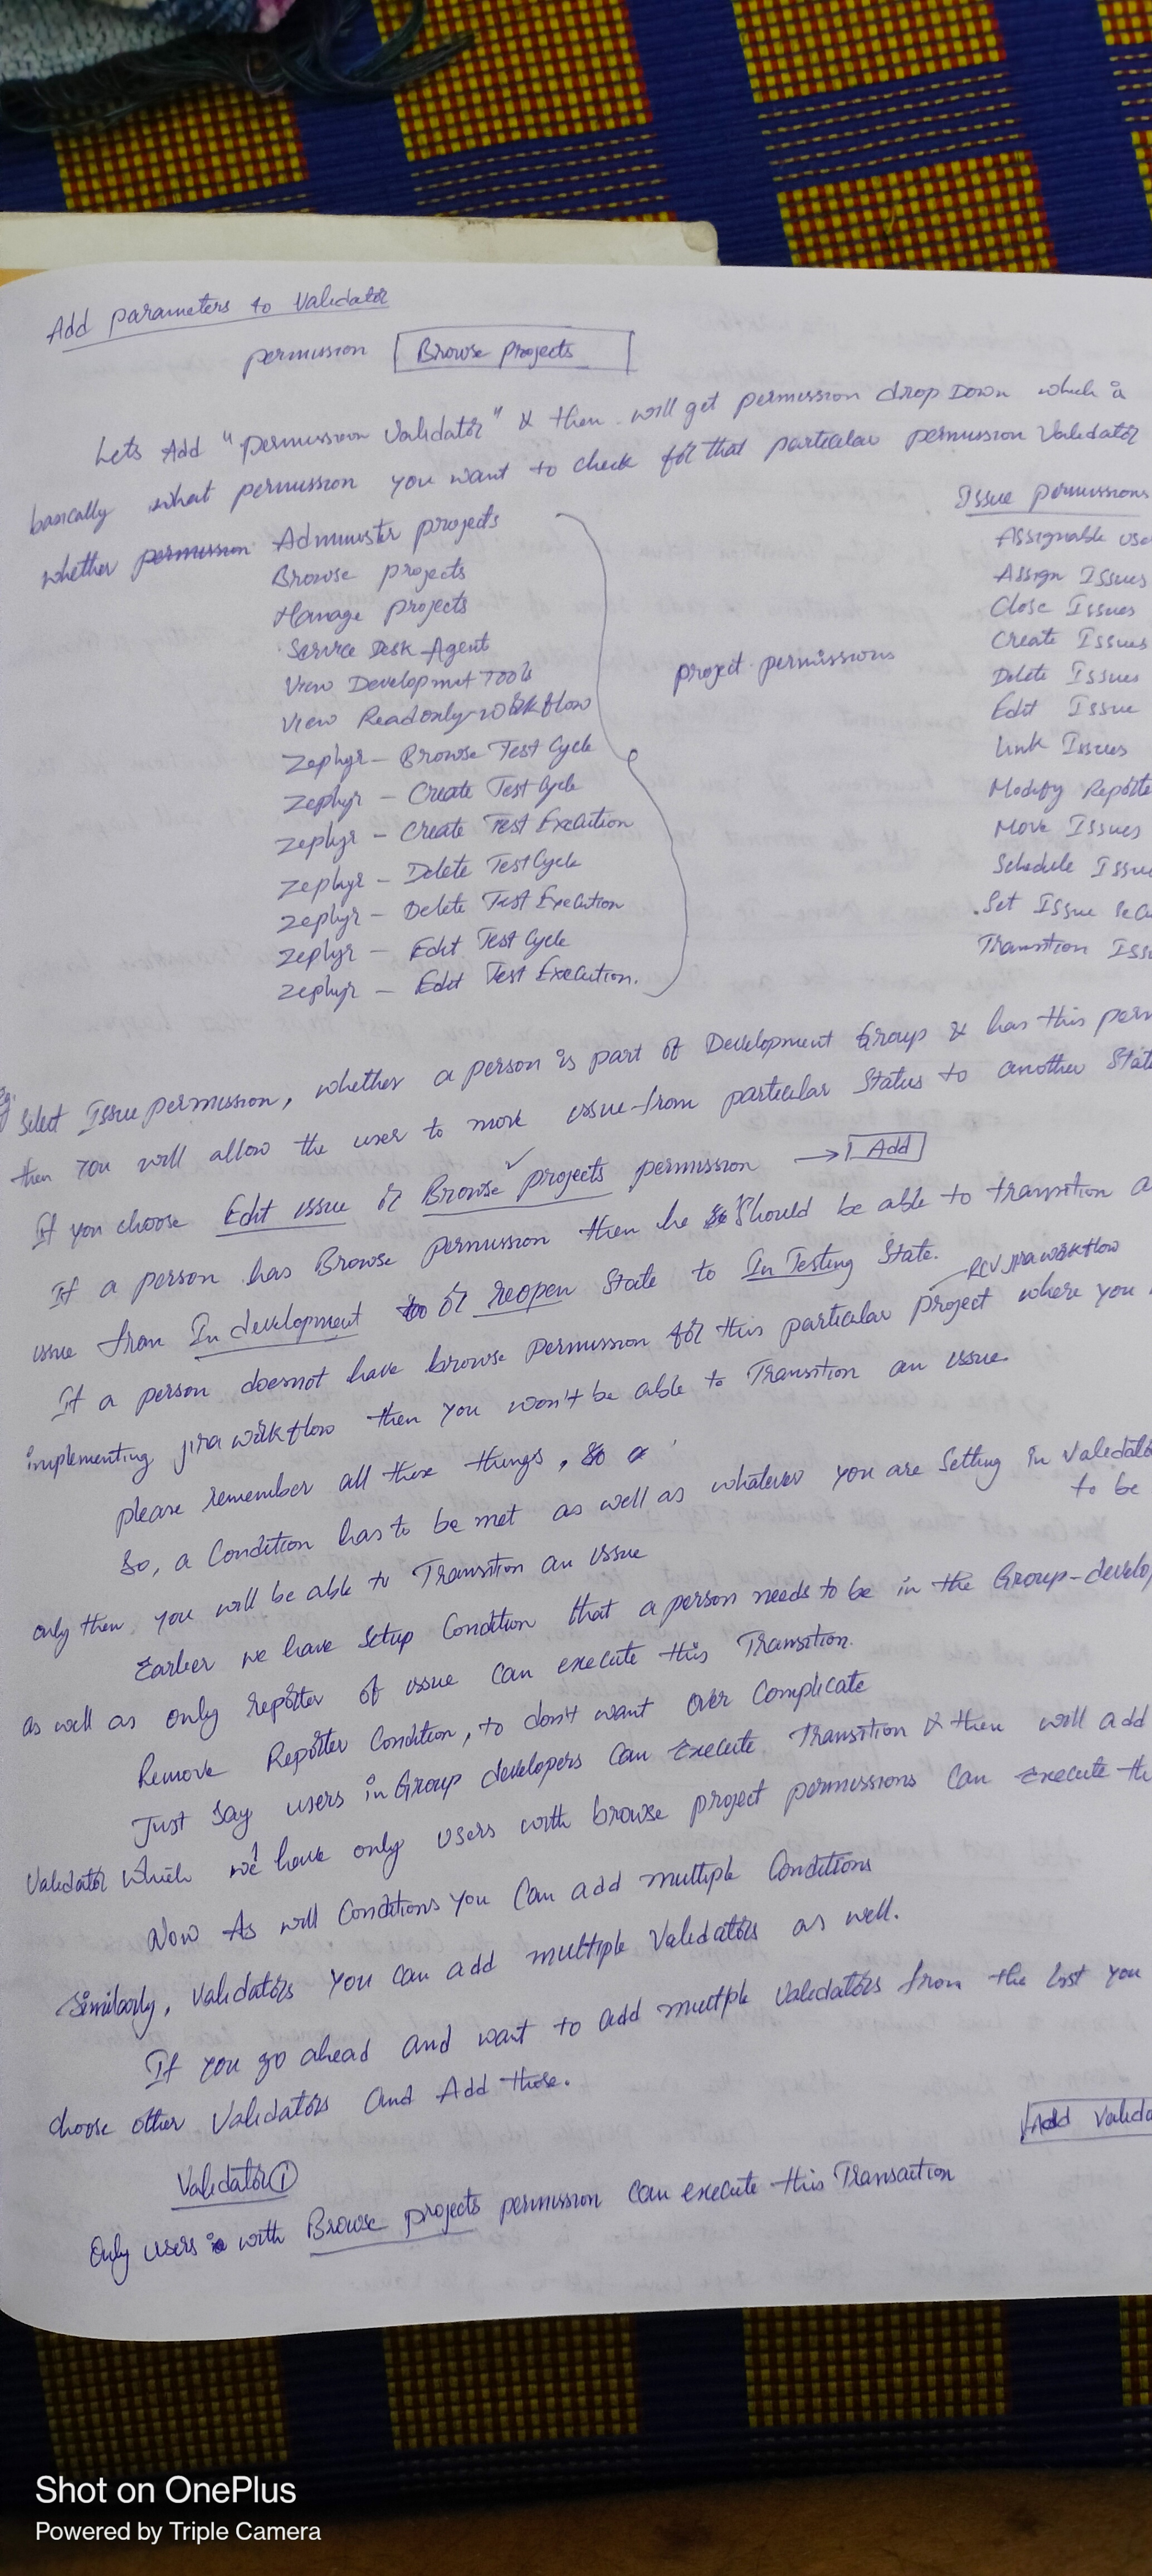 Add parameters to Validator
permission Browse projects
Lets Add "permission Validator" & then will get permission drop Down which is
basically what permission you want to check for that particular permission Validator
whether permission Administer projects
Browse projects
Manage projects
Service Desk Agent
View Developmet Tools
View Readonly-workflow
Zephyr - Browse Test Cycle
Zephyr - Create Test Cycle
Zephyr - Create Test Execution
Zephyr - Delete Test Cycle
Zephyr - Delete Test Execution
Zephyr - Edit Test Cycle
Zephyr - Edit Test Execution.
project permissions
Issue permissions
Assignable use
Assign Issues
Close Issues
Create Issues
Delete Issues
Edit Issue
Link Issues
Modify Reporte
Move Issues
Schedule Issue
Set Issue Secu
Transition Iss
Eg: Select Issue permission, whether a person is part of Development Group & has this perm
then You will allow the user to move issue from particular Status to another Stat
If you choose Edit issue or Browse projects permission → Add
If a person has Browse permission then he Should be able to transition a
issue from In development or reopen State to In Testing State.
RCV jira workflow
If a person doesnot have browse permission for this particular project where you
implementing jira workflow then you won't be able to Transition an issue.
please remember all these things, so
So, a Condition has to be met as well as whatever you are Setting in Validato
to be
only then you will be able to Transition an issue
Earlier we have Setup Condition that a person needs to be in the Group-develop
as well as only reporter of issue can execute this Transition.
Remove Reporter Condition, to don't want over Complicate
Just Say users in Group developers Can Execute Transition & then will add
Validator which we have only users with browse project permissions can execute th
Now As will Conditions you Can add multiple Conditions
Similarly, validators you can add multiple Validators as well.
If you go ahead and want to add multple Validators from the list you
choose other Validators and Add those.
Add Valida
Validator 1
Only users with Browse projects permission can execute this Transaction
Shot on OnePlus
Powered by Triple Camera